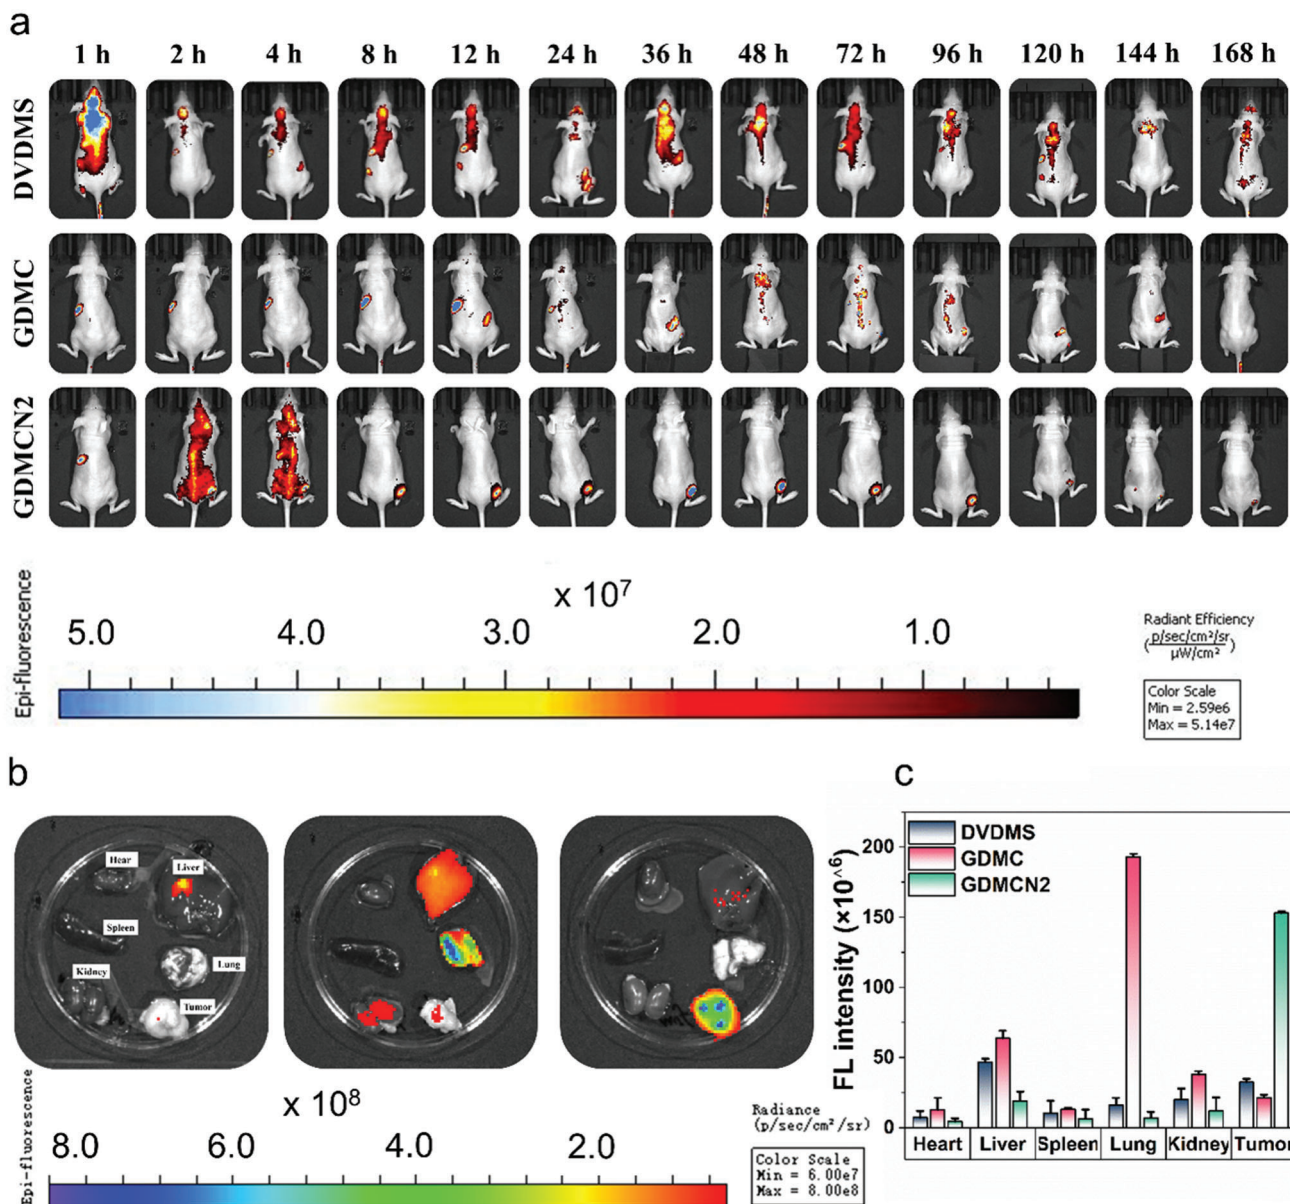 a
1 h 2 h 4 h 8 h 12 h 24 h 36 h 48 h 72 h 96 h 120 h 144 h 168 h
DVDMS
GDMC
GDMCN2
x 10⁷
Epi-fluorescence
5.0 4.0 3.0 2.0 1.0
Radiant Efficiency
(p/sec/cm²/sr
µW/cm²)
Color Scale
Min = 2.59e6
Max = 5.14e7
b
Hear
Liver
Spleen
Lung
Kidney
Tumor
x 10⁸
Epi-fluorescence
8.0 6.0 4.0 2.0
Radiance
(p/sec/cm²/sr)
Color Scale
Min = 6.00e7
Max = 8.00e8
c
FL intensity (×10^⁶)
200
150
100
50
0
DVDMS
GDMC
GDMCN2
Heart Liver Spleen Lung Kidney Tumor